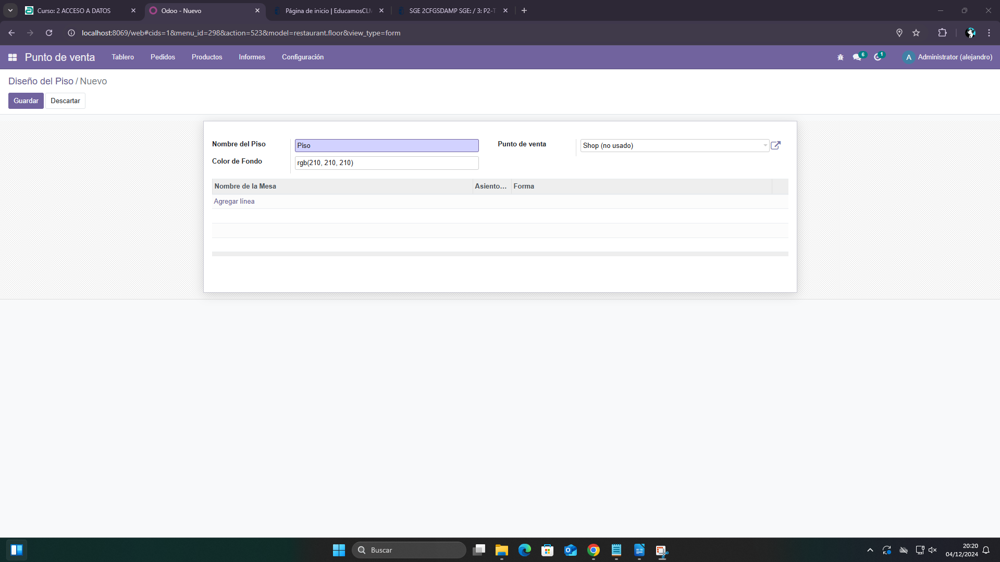 Curso: 2 ACCESO A DATOS
Odoo - Nuevo
Página de inicio | EducamosCLM
SGE 2CFGSDAMP SGE: / 3: P2-T
localhost:8069/web#cids=1&menu_id=298&action=523&model=restaurant.floor&view_type=form
Punto de venta Tablero Pedidos Productos Informes Configuración 6 1 A Administrator (alejandro)
Diseño del Piso / Nuevo
Guardar Descartar
Nombre del Piso Piso Punto de venta Shop (no usado)
Color de Fondo rgb(210, 210, 210)
Nombre de la Mesa Asiento... Forma
Agregar línea
Buscar
20:20
04/12/2024